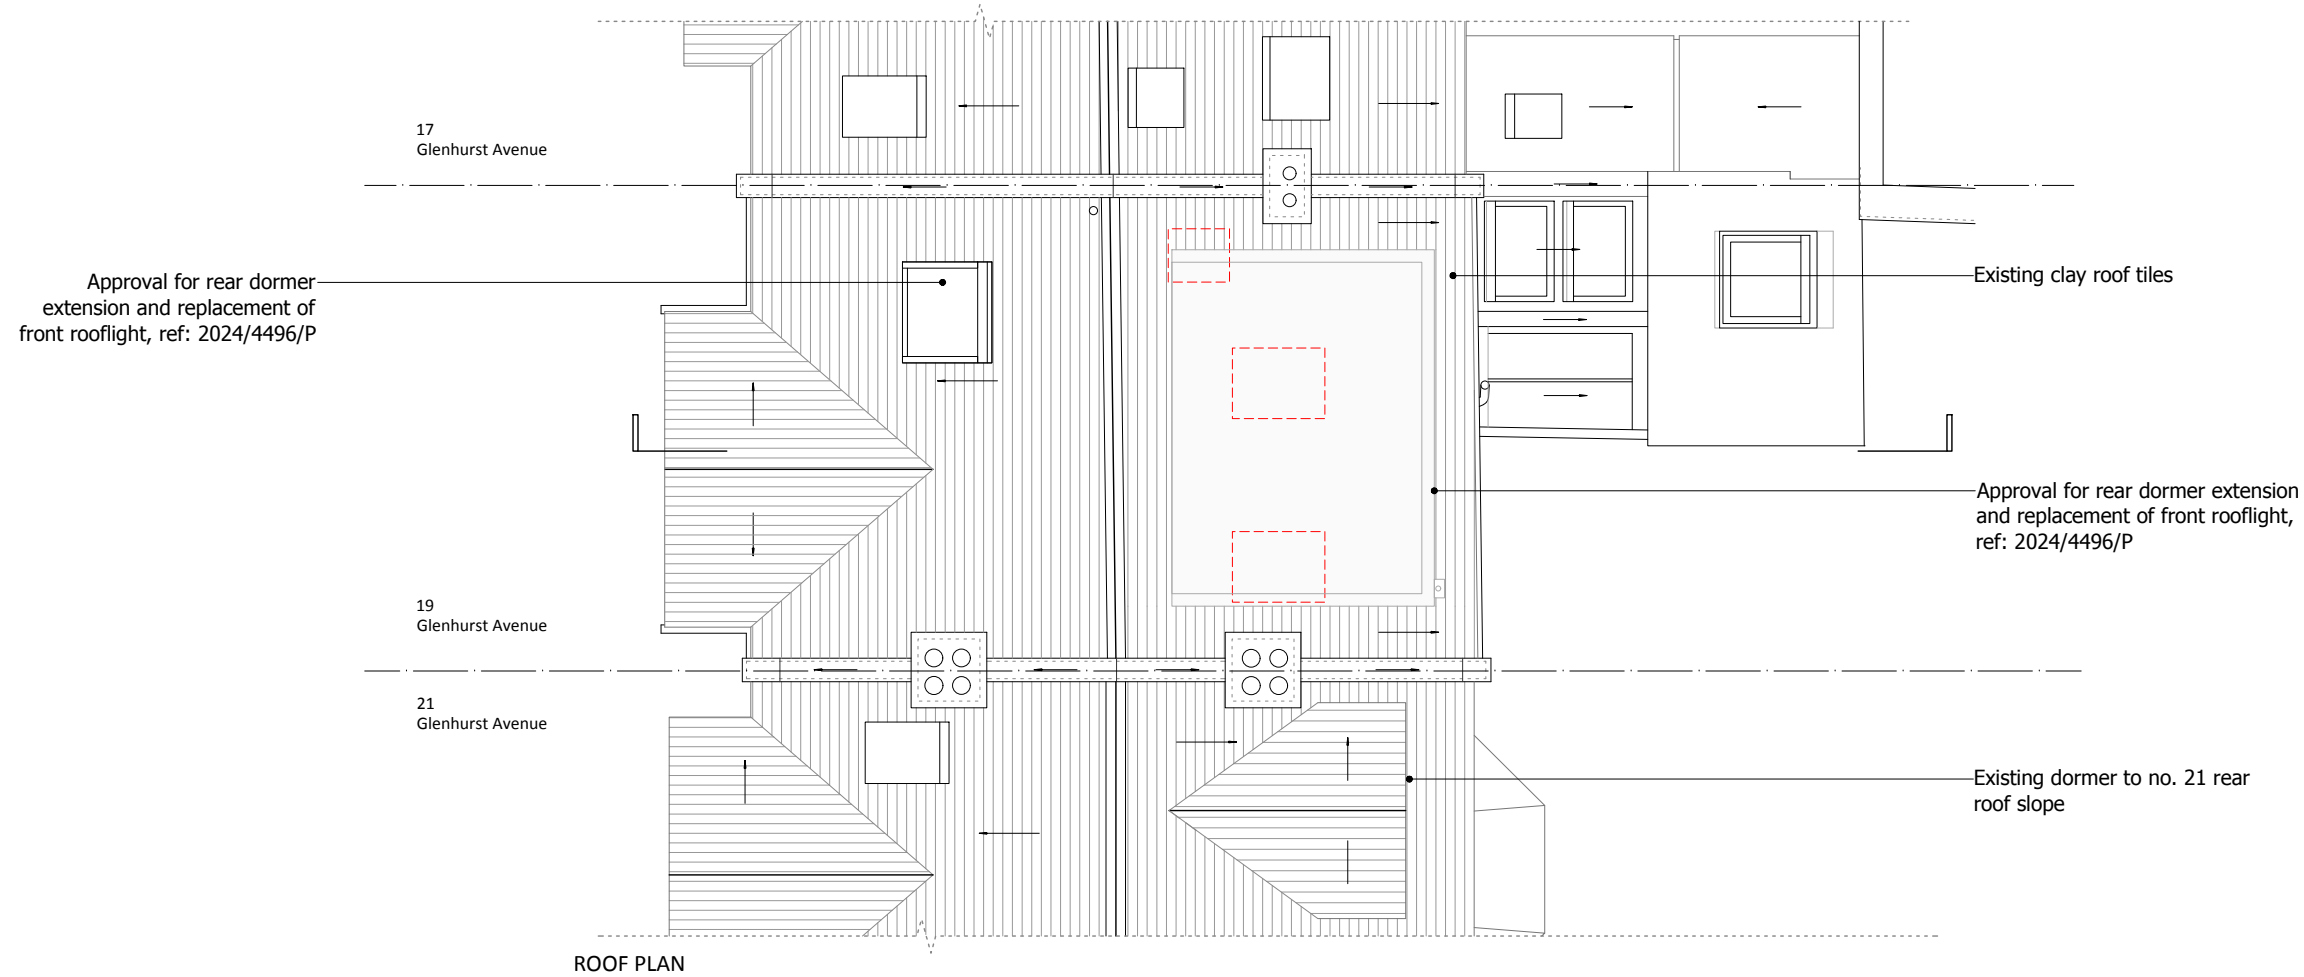 17
Glenhurst Avenue
Approval for rear dormer
extension and replacement of
front rooflight, ref: 2024/4496/P
Existing clay roof tiles
Approval for rear dormer extension
and replacement of front rooflight,
ref: 2024/4496/P
19
Glenhurst Avenue
21
Glenhurst Avenue
Existing dormer to no. 21 rear
roof slope
ROOF PLAN